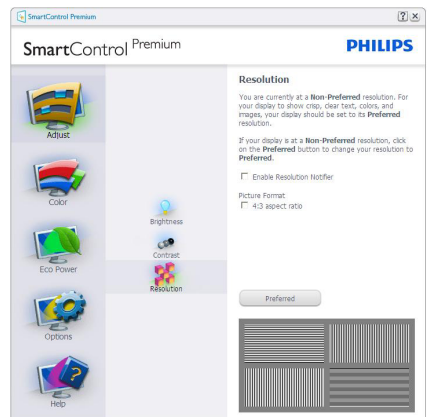 SmartControl Premium
SmartControl Premium
PHILIPS
Adjust
Color
Eco Power
Options
Help
Brightness
Contrast
Resolution
Resolution
You are currently at a Non-Preferred resolution. For
your display to show crisp, clear text, colors, and
images, your display should be set to its Preferred
resolution.
If your display is at a Non-Preferred resolution, click
on the Preferred button to change your resolution to
Preferred.
Enable Resolution Notifier
Picture Format
4:3 aspect ratio
Preferred